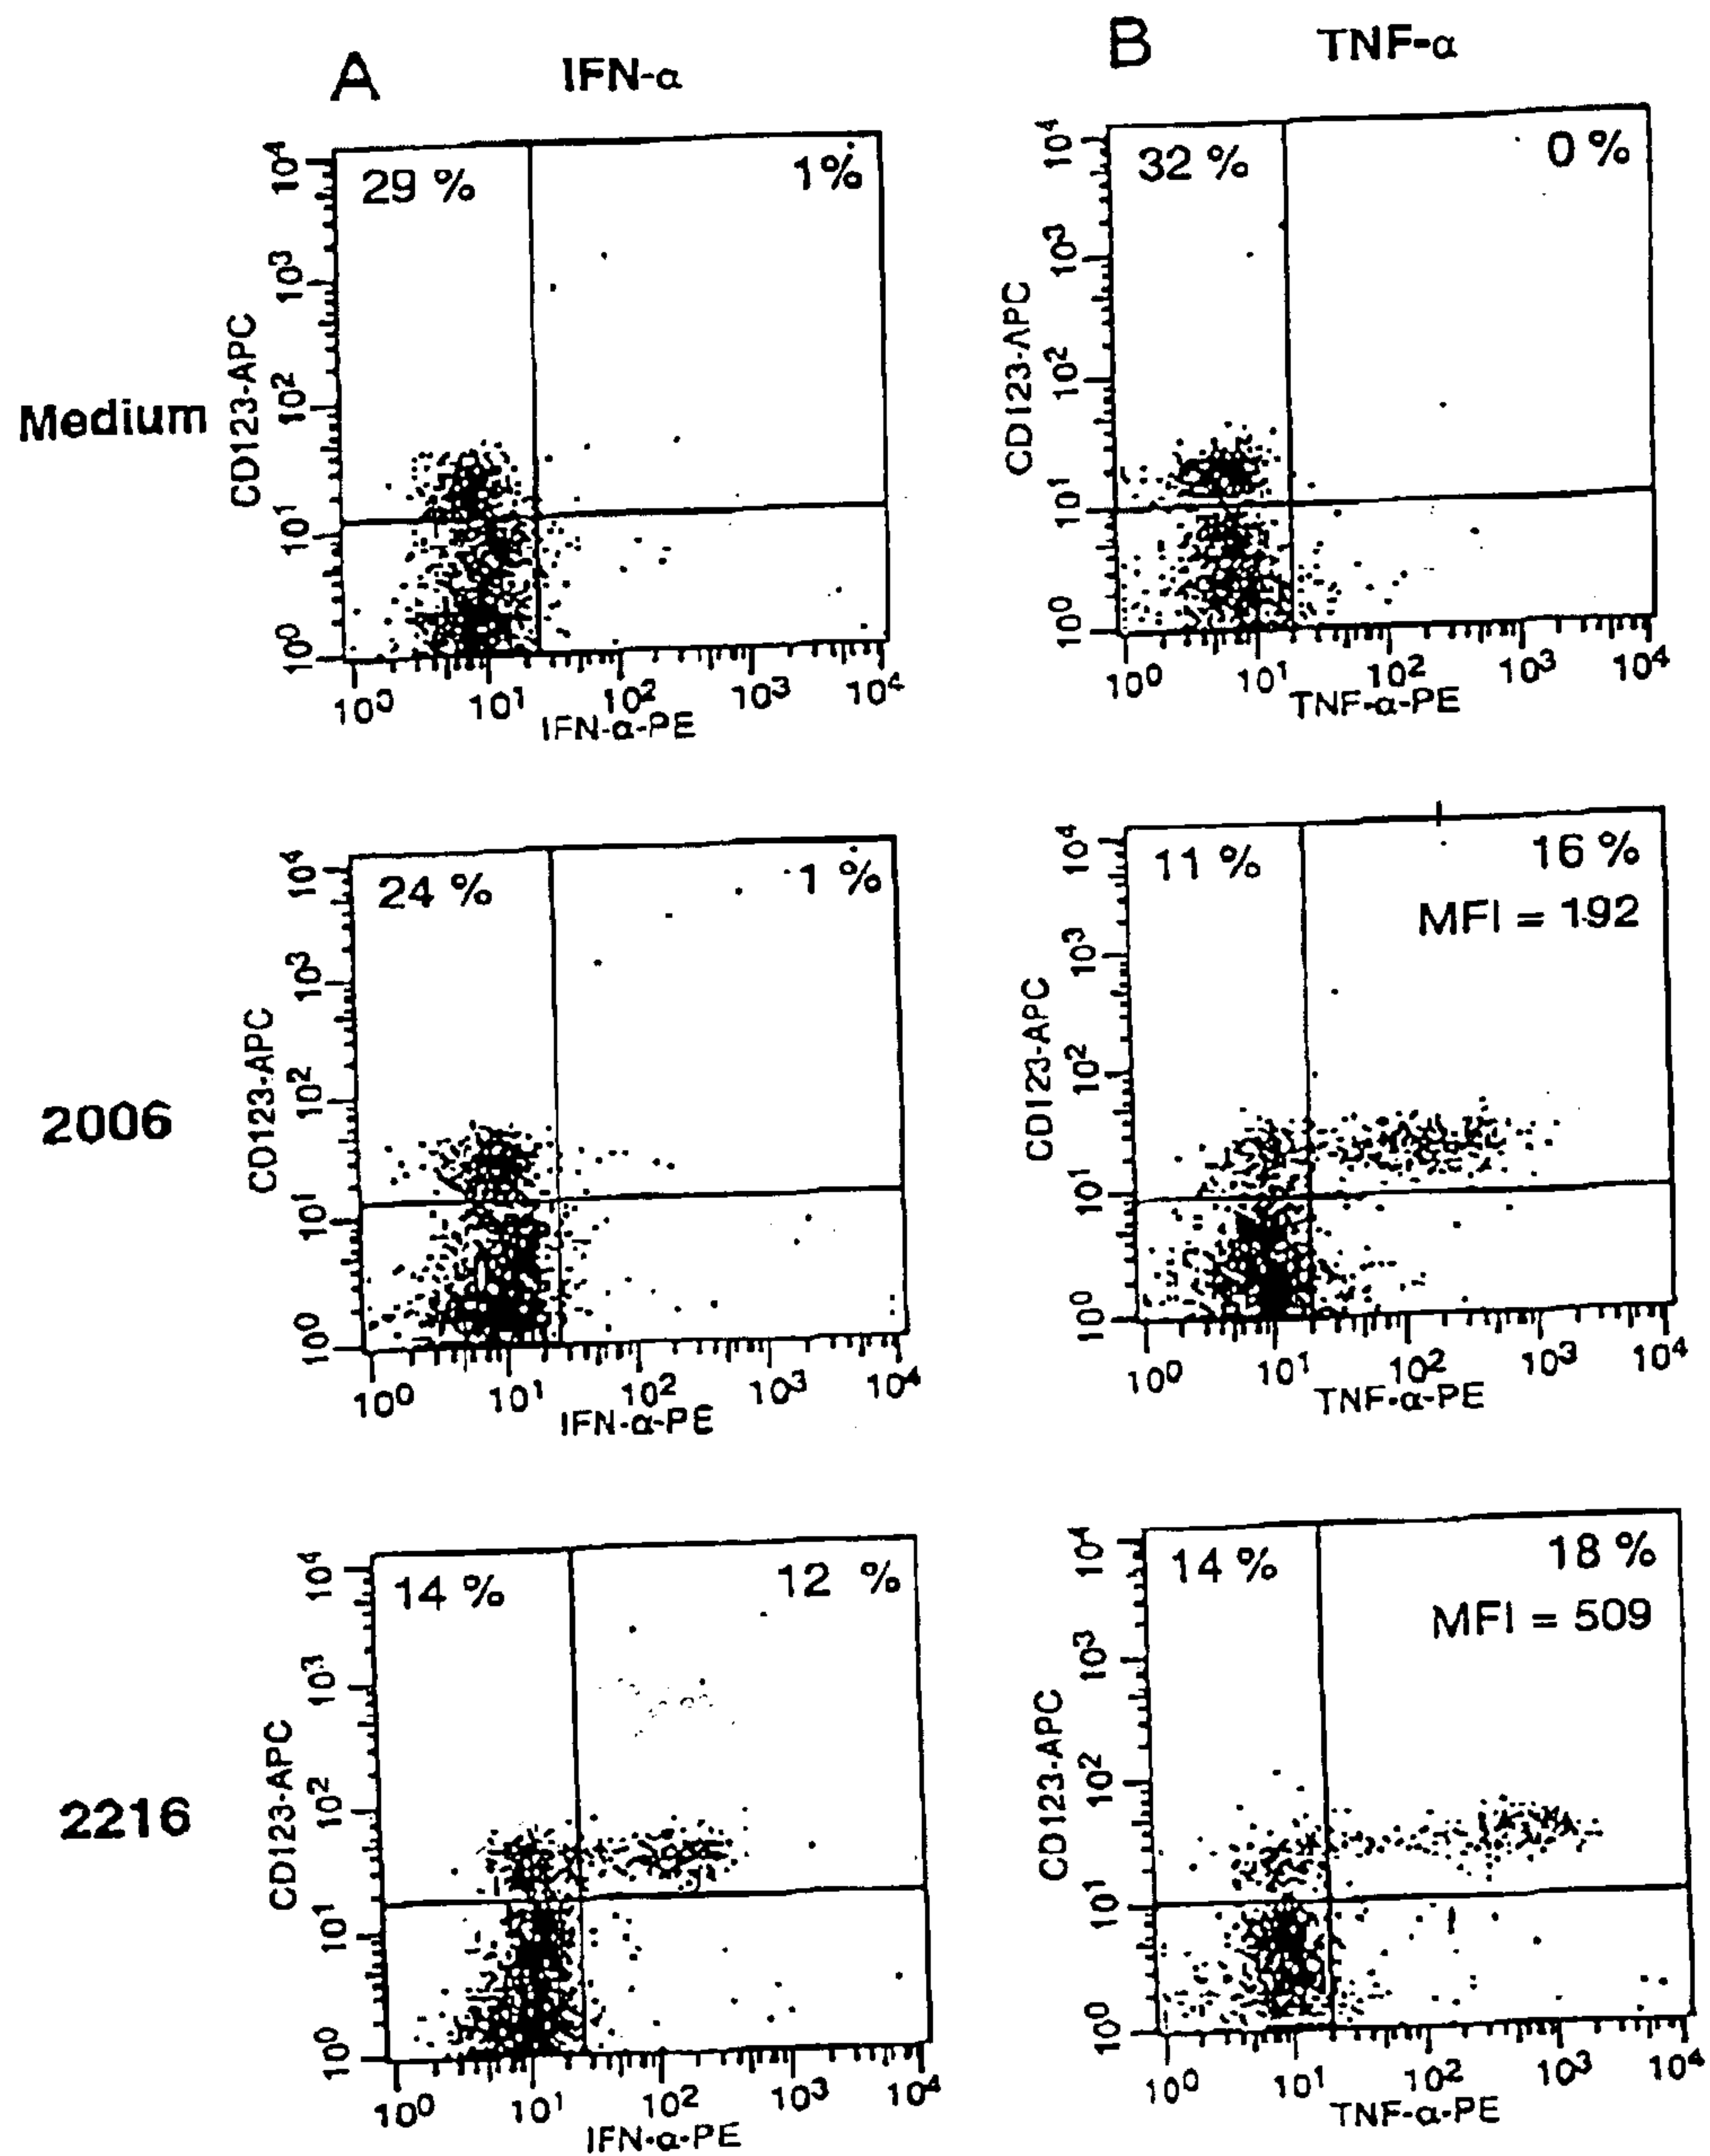 A IFN-α
B TNF-α
Medium
29 % 1%
CD123-APC
10⁴
10³
10²
10¹
10⁰
10⁰ 10¹ 10² 10³ 10⁴
IFN-α-PE
32 % 0 %
CD123-APC
10⁴
10³
10²
10¹
10⁰
10⁰ 10¹ 10² 10³ 10⁴
TNF-α-PE
2006
24 % 1 %
CD123-APC
10⁴
10³
10²
10¹
10⁰
10⁰ 10¹ 10² 10³ 10⁴
IFN-α-PE
11 % 16 %
MFI = 192
CD123-APC
10⁴
10³
10²
10¹
10⁰
10⁰ 10¹ 10² 10³ 10⁴
TNF-α-PE
2216
14 % 12 %
CD123-APC
10⁴
10³
10²
10¹
10⁰
10⁰ 10¹ 10² 10³ 10⁴
IFN-α-PE
14 % 18 %
MFI = 509
CD123-APC
10⁴
10³
10²
10¹
10⁰
10⁰ 10¹ 10² 10³ 10⁴
TNF-α-PE